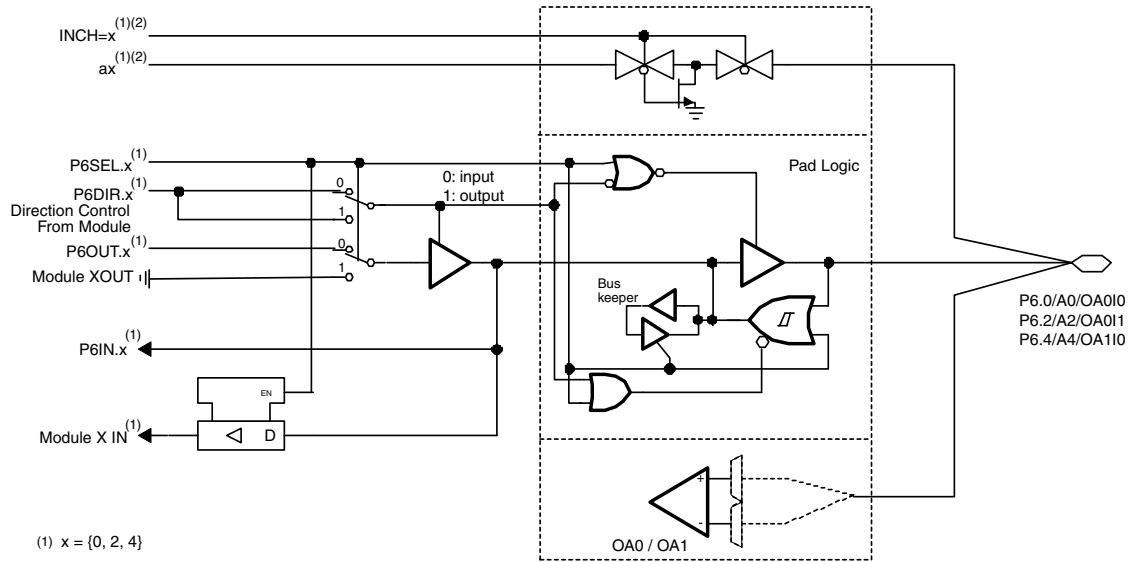 INCH=x(1)(2)
ax(1)(2)
P6SEL.x(1)
P6DIR.x(1)
Direction Control
From Module
P6OUT.x(1)
Module XOUT
P6IN.x(1)
Module X IN(1)
0
1
0
1
0: input
1: output
EN
D
Pad Logic
Bus
keeper
+
-
OA0 / OA1
P6.0/A0/OA0I0
P6.2/A2/OA0I1
P6.4/A4/OA1I0
(1) x = {0, 2, 4}